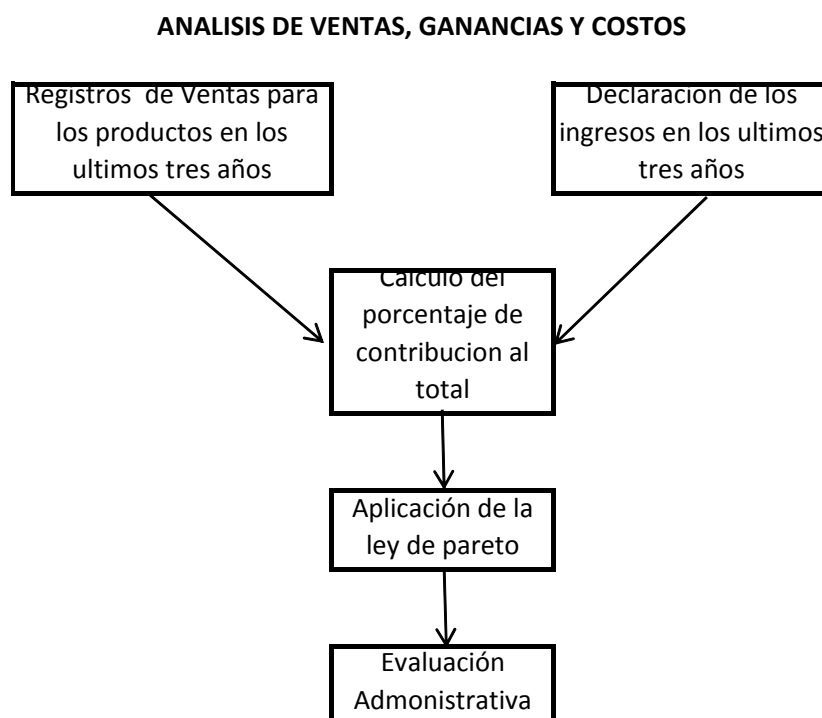 ANALISIS DE VENTAS, GANANCIAS Y COSTOS
Registros de Ventas para
los productos en los
ultimos tres años
Declaracion de los
ingresos en los ultimos
tres años
Calculo del
porcentaje de
contribucion al
total
Aplicación de la
ley de pareto
Evaluación
Admonistrativa